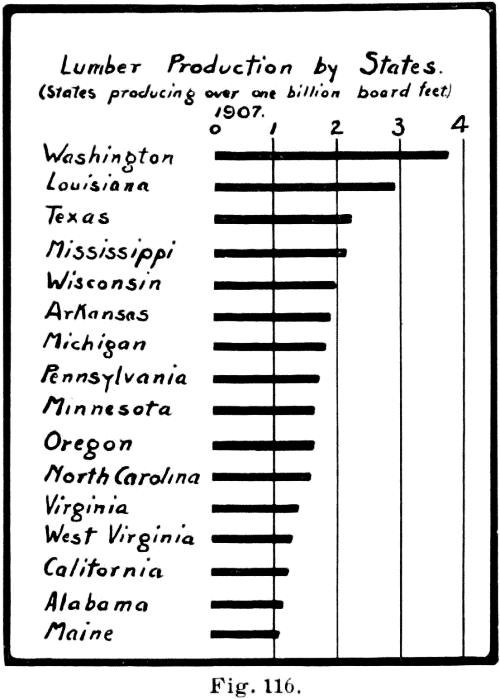 Lumber Production by States.
(States producing over one billion board feet)
1907.
0 1 2 3 4
Washington
Louisiana
Texas
Mississippi
Wisconsin
Arkansas
Michigan
Pennsylvania
Minnesota
Oregon
North Carolina
Virginia
West Virginia
California
Alabama
Maine
Fig. 116.